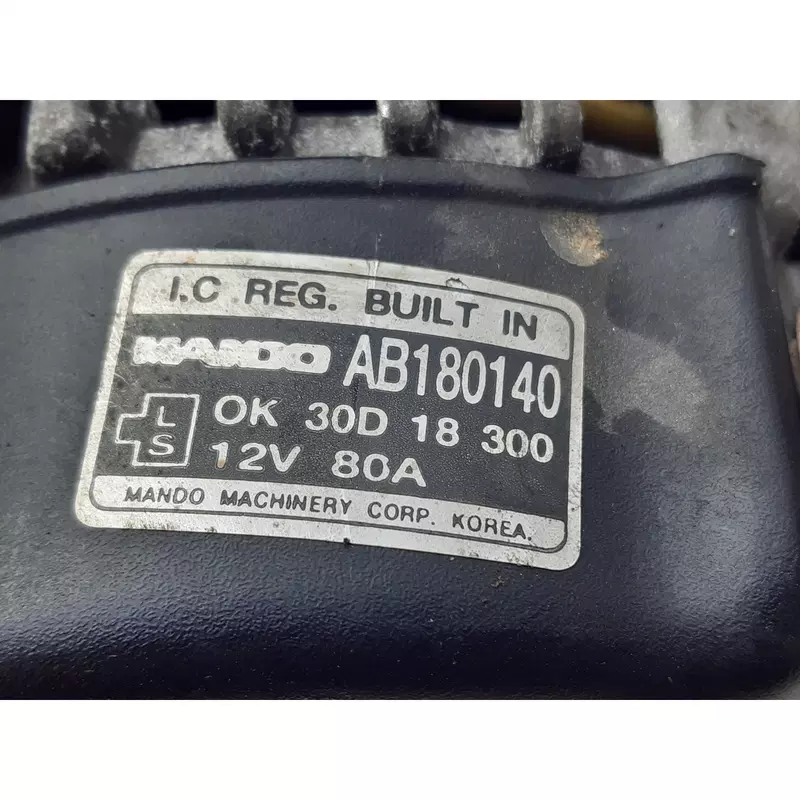 I.C REG. BUILT IN
MANDO AB180140
L
S
OK 30D 18 300
12V 80A
MANDO MACHINERY CORP. KOREA.